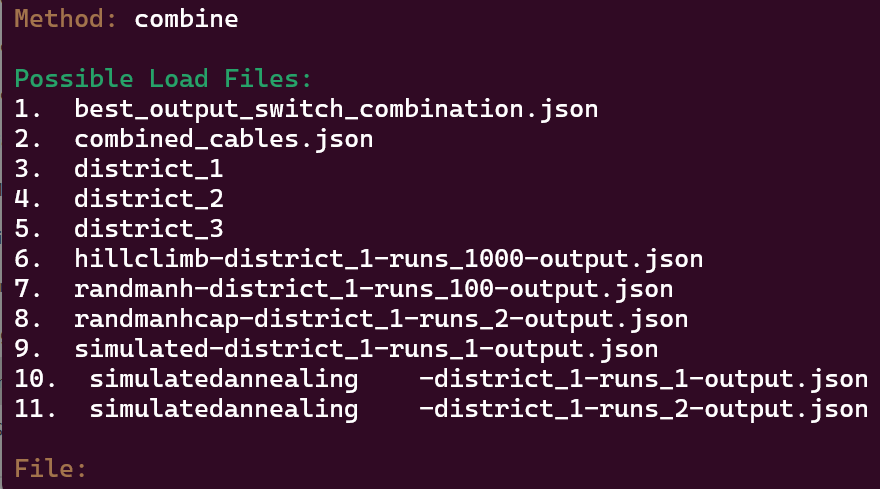 Method: combine
Possible Load Files:
1.  best_output_switch_combination.json
2.  combined_cables.json
3.  district_1
4.  district_2
5.  district_3
6.  hillclimb-district_1-runs_1000-output.json
7.  randmanh-district_1-runs_100-output.json
8.  randmanhcap-district_1-runs_2-output.json
9.  simulated-district_1-runs_1-output.json
10.  simulatedannealing    -district_1-runs_1-output.json
11.  simulatedannealing    -district_1-runs_2-output.json
File: